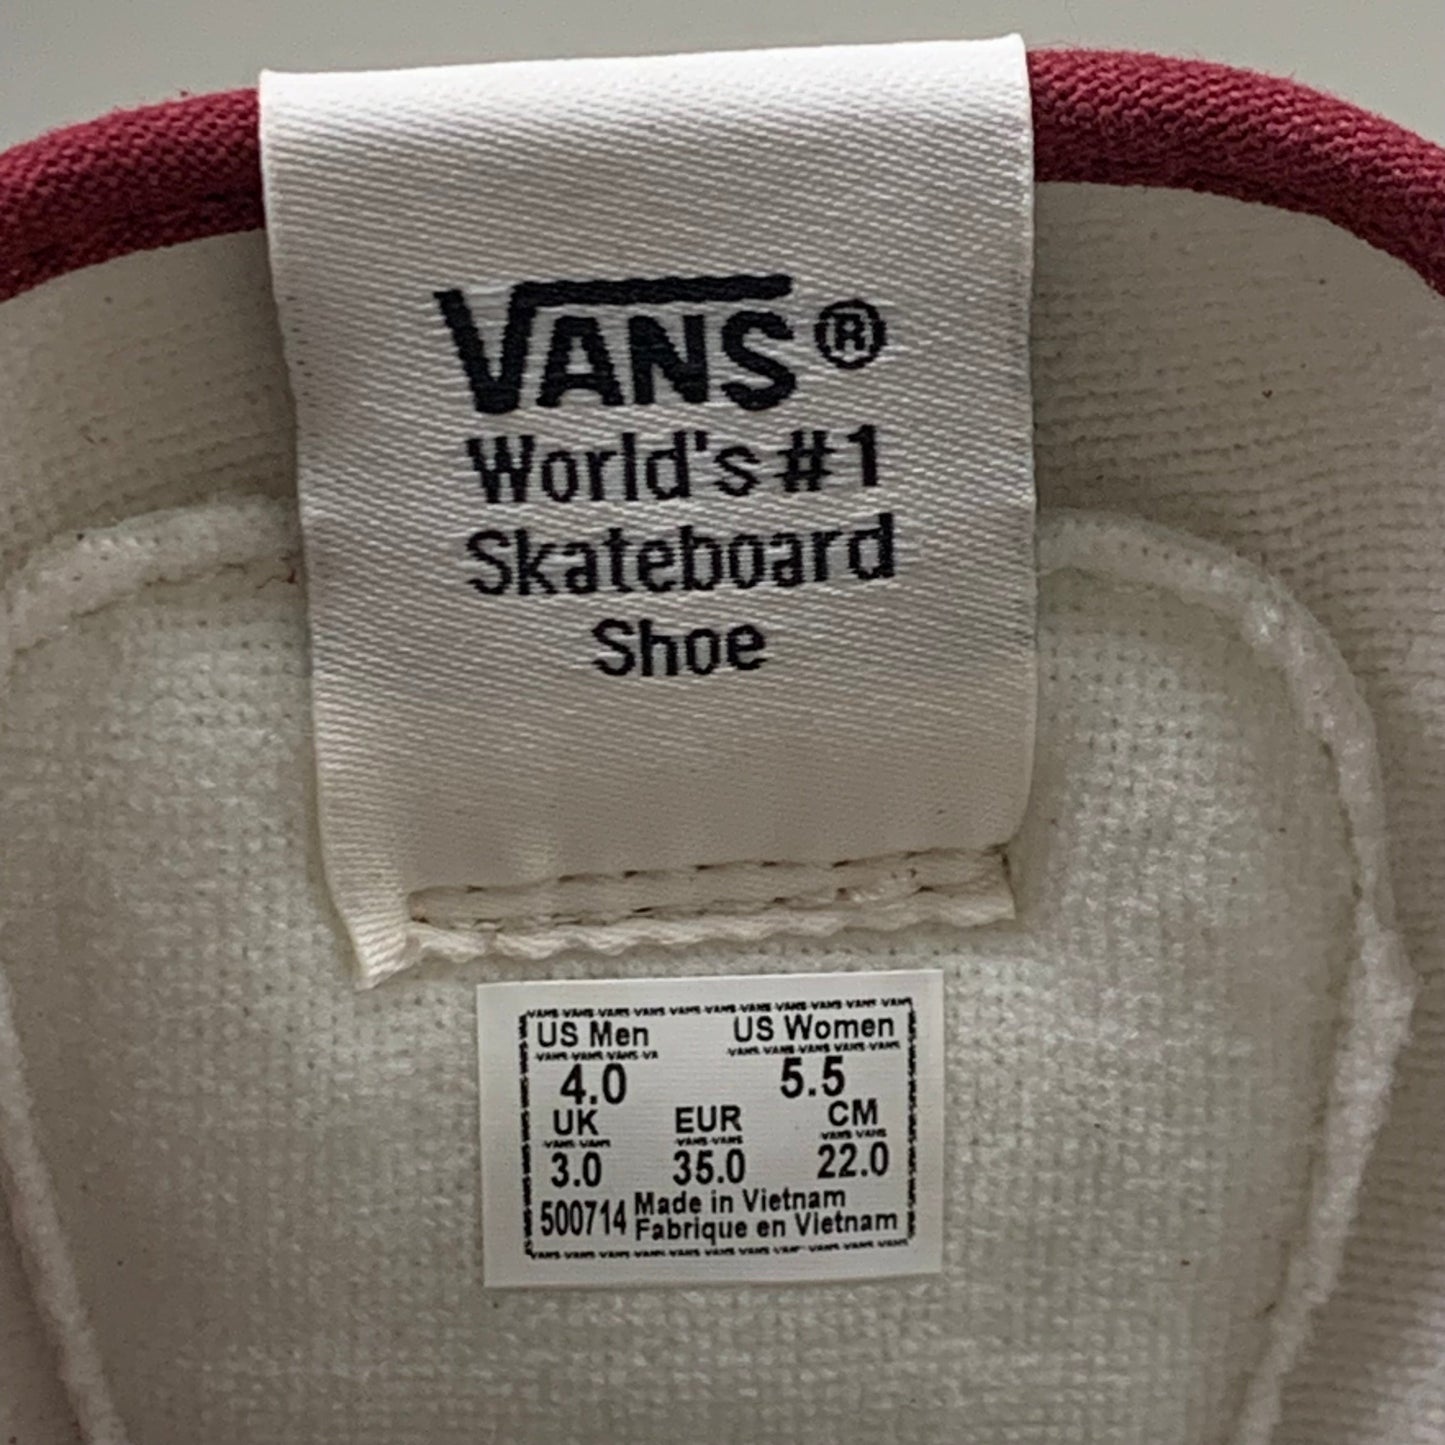 VANS®
World's #1
Skateboard
Shoe
US Men US Women
4.0 5.5
UK EUR CM
3.0 35.0 22.0
500714 Made in Vietnam
Fabrique en Vietnam